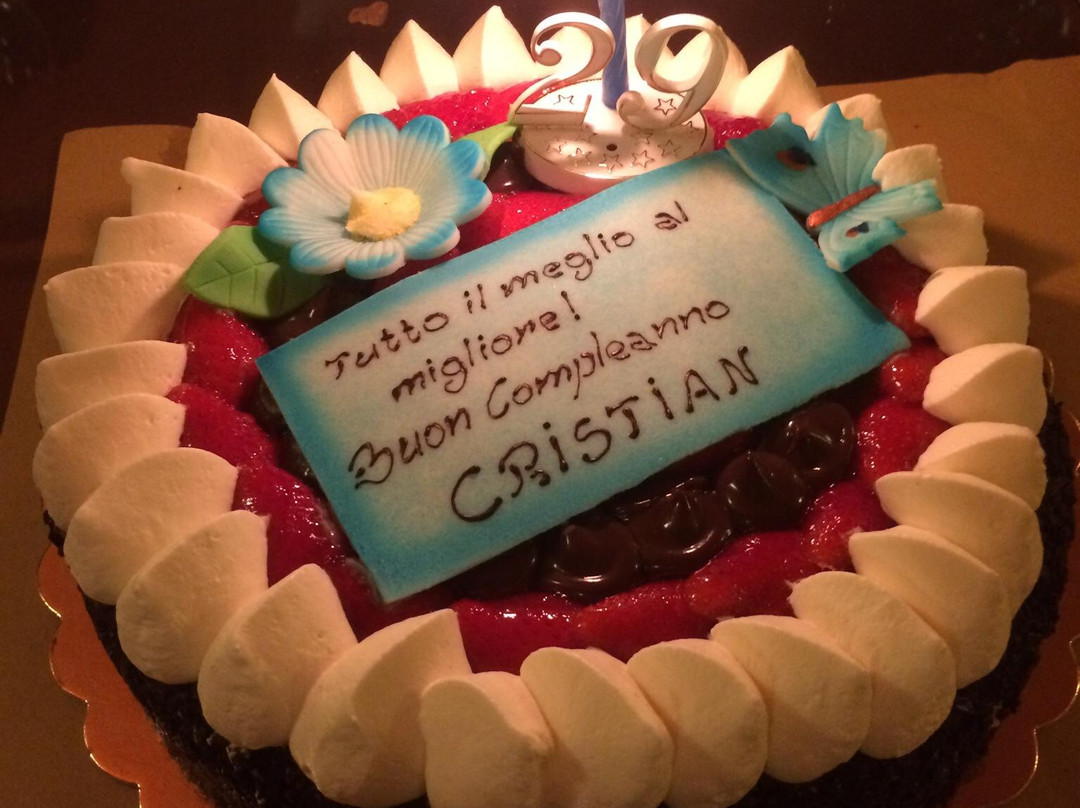 29
Tutto il meglio al
migliore!
Buon Compleanno
CRiSTiAN